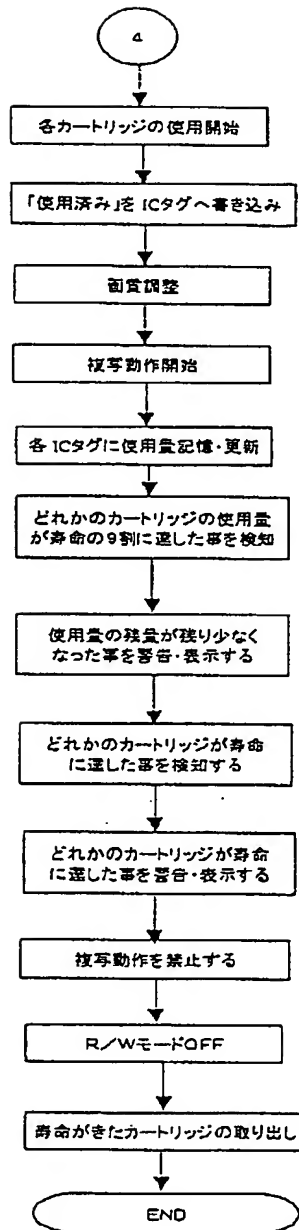 4
各カートリッジの使用開始
「使用済み」をICタグへ書き込み
画質調整
複写動作開始
各ICタグに使用量記憶・更新
どれかのカートリッジの使用量
が寿命の9割に達した事を検知
使用量の残量が残り少なく
なった事を警告・表示する
どれかのカートリッジが寿命
に達した事を検知する
どれかのカートリッジが寿命
に達した事を警告・表示する
複写動作を禁止する
R/WモードOFF
寿命がきたカートリッジの取り出し
END